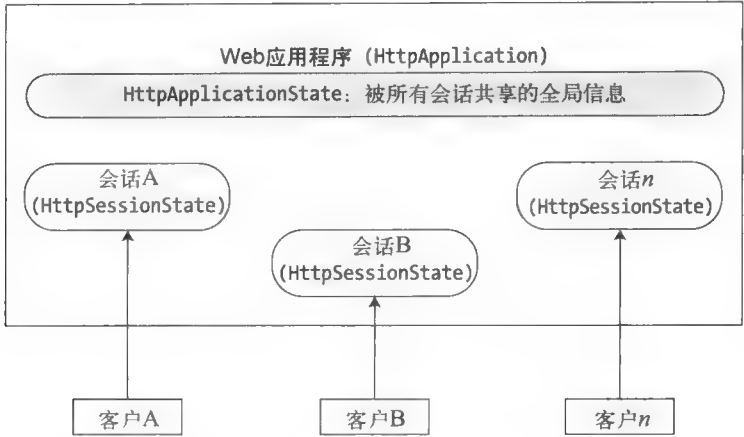 Web应用程序 (HttpApplication)
HttpApplicationState: 被所有会话共享的全局信息
会话A
(HttpSessionState)
会话B
(HttpSessionState)
会话n
(HttpSessionState)
客户A
客户B
客户n